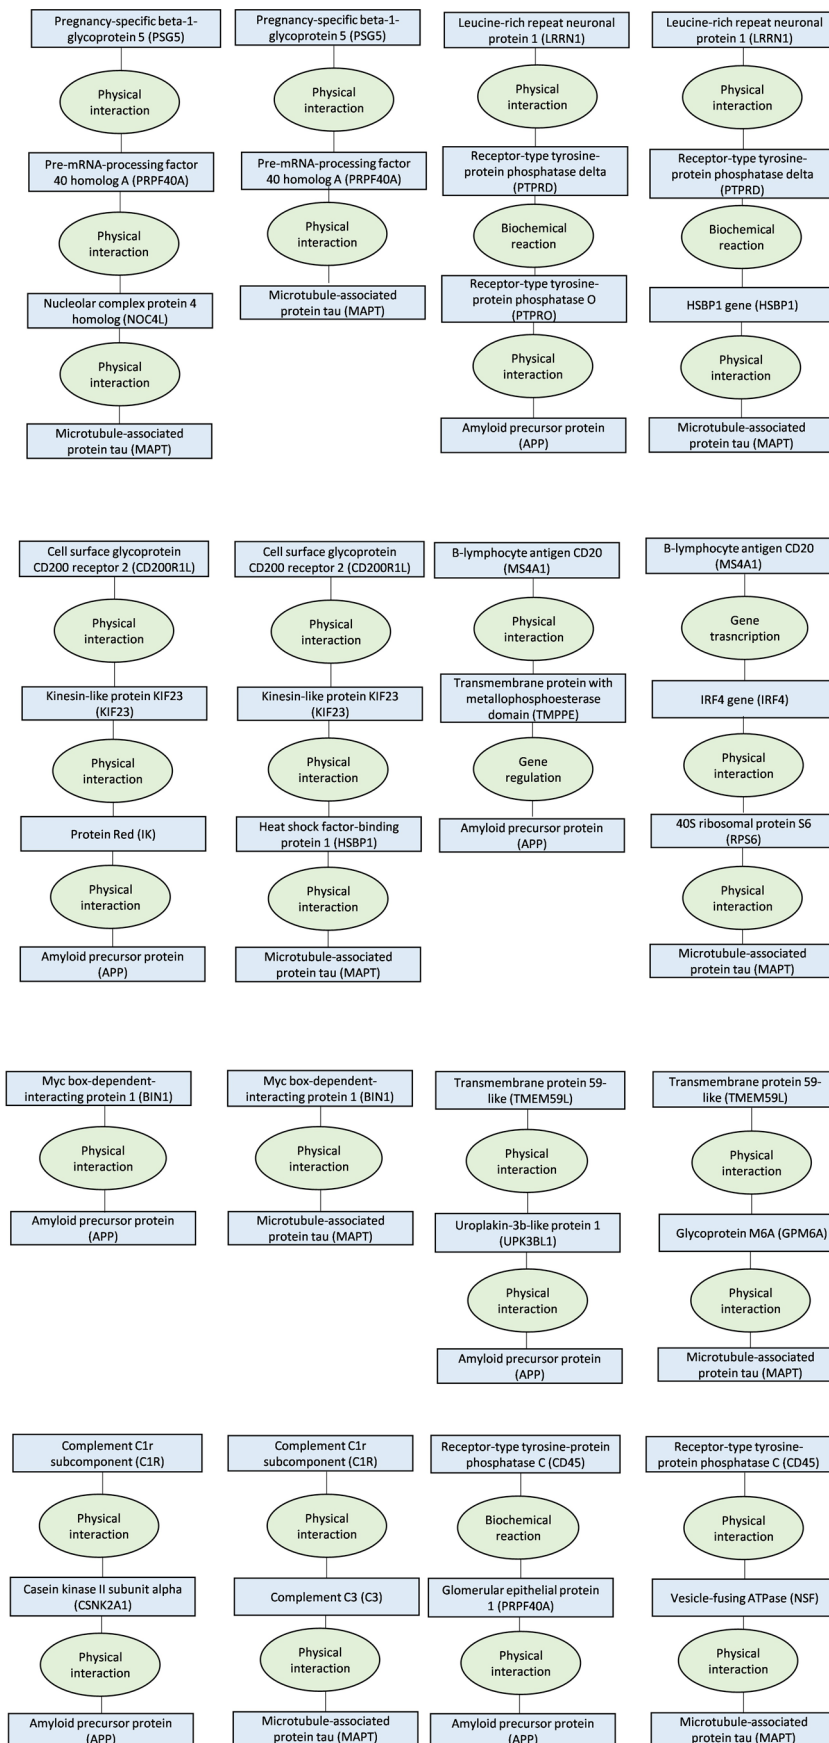 Pregnancy-specific beta-1-
glycoprotein 5 (PSG5)
Physical
interaction
Pre-mRNA-processing factor
40 homolog A (PRPF40A)
Physical
interaction
Nucleolar complex protein 4
homolog (NOC4L)
Physical
interaction
Microtubule-associated
protein tau (MAPT)
Pregnancy-specific beta-1-
glycoprotein 5 (PSG5)
Physical
interaction
Pre-mRNA-processing factor
40 homolog A (PRPF40A)
Physical
interaction
Microtubule-associated
protein tau (MAPT)
Leucine-rich repeat neuronal
protein 1 (LRRN1)
Physical
interaction
Receptor-type tyrosine-
protein phosphatase delta
(PTPRD)
Biochemical
reaction
Receptor-type tyrosine-
protein phosphatase O
(PTPRO)
Physical
interaction
Amyloid precursor protein
(APP)
Leucine-rich repeat neuronal
protein 1 (LRRN1)
Physical
interaction
Receptor-type tyrosine-
protein phosphatase delta
(PTPRD)
Biochemical
reaction
HSBP1 gene (HSBP1)
Physical
interaction
Microtubule-associated
protein tau (MAPT)
Cell surface glycoprotein
CD200 receptor 2 (CD200R1L)
Physical
interaction
Kinesin-like protein KIF23
(KIF23)
Physical
interaction
Protein Red (IK)
Physical
interaction
Amyloid precursor protein
(APP)
Cell surface glycoprotein
CD200 receptor 2 (CD200R1L)
Physical
interaction
Kinesin-like protein KIF23
(KIF23)
Physical
interaction
Heat shock factor-binding
protein 1 (HSBP1)
Physical
interaction
Microtubule-associated
protein tau (MAPT)
B-lymphocyte antigen CD20
(MS4A1)
Physical
interaction
Transmembrane protein with
metallophosphoesterase
domain (TMPPE)
Gene
regulation
Amyloid precursor protein
(APP)
B-lymphocyte antigen CD20
(MS4A1)
Gene
trasncription
IRF4 gene (IRF4)
Physical
interaction
40S ribosomal protein S6
(RPS6)
Physical
interaction
Microtubule-associated
protein tau (MAPT)
Myc box-dependent-
interacting protein 1 (BIN1)
Physical
interaction
Amyloid precursor protein
(APP)
Myc box-dependent-
interacting protein 1 (BIN1)
Physical
interaction
Microtubule-associated
protein tau (MAPT)
Transmembrane protein 59-
like (TMEM59L)
Physical
interaction
Uroplakin-3b-like protein 1
(UPK3BL1)
Physical
interaction
Amyloid precursor protein
(APP)
Transmembrane protein 59-
like (TMEM59L)
Physical
interaction
Glycoprotein M6A (GPM6A)
Physical
interaction
Microtubule-associated
protein tau (MAPT)
Complement C1r
subcomponent (C1R)
Physical
interaction
Casein kinase II subunit alpha
(CSNK2A1)
Physical
interaction
Amyloid precursor protein
(APP)
Complement C1r
subcomponent (C1R)
Physical
interaction
Complement C3 (C3)
Physical
interaction
Microtubule-associated
protein tau (MAPT)
Receptor-type tyrosine-protein
phosphatase C (CD45)
Biochemical
reaction
Glomerular epithelial protein
1 (PRPF40A)
Physical
interaction
Amyloid precursor protein
(APP)
Receptor-type tyrosine-
protein phosphatase C (CD45)
Physical
interaction
Vesicle-fusing ATPase (NSF)
Physical
interaction
Microtubule-associated
protein tau (MAPT)